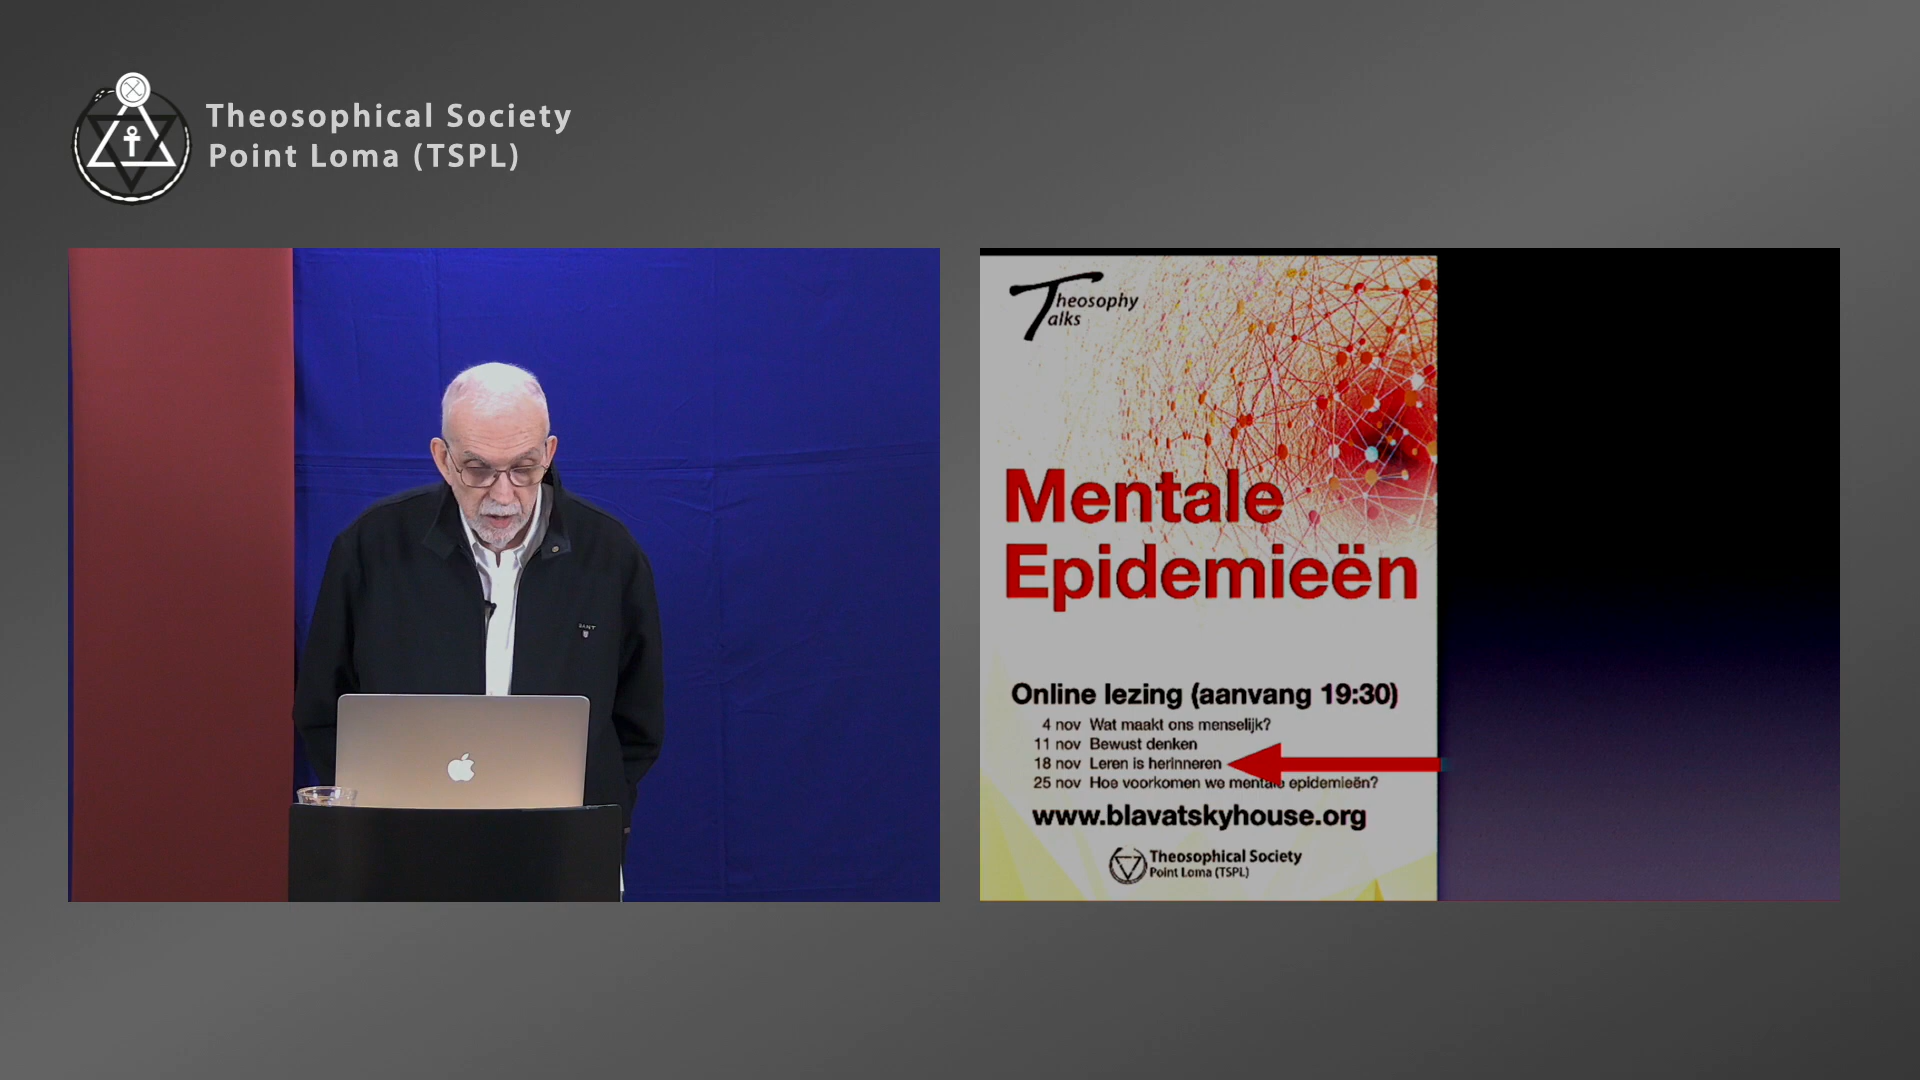 Theosophical Society
Point Loma (TSPL)
Theosophy
Talks
Mentale
Epidemieën
Online lezing (aanvang 19:30)
4 nov Wat maakt ons menselijk?
11 nov Bewust denken
18 nov Leren is herinneren
25 nov Hoe voorkomen we mentale epidemieën?
www.blavatskyhouse.org
Theosophical Society
Point Loma (TSPL)
GANT